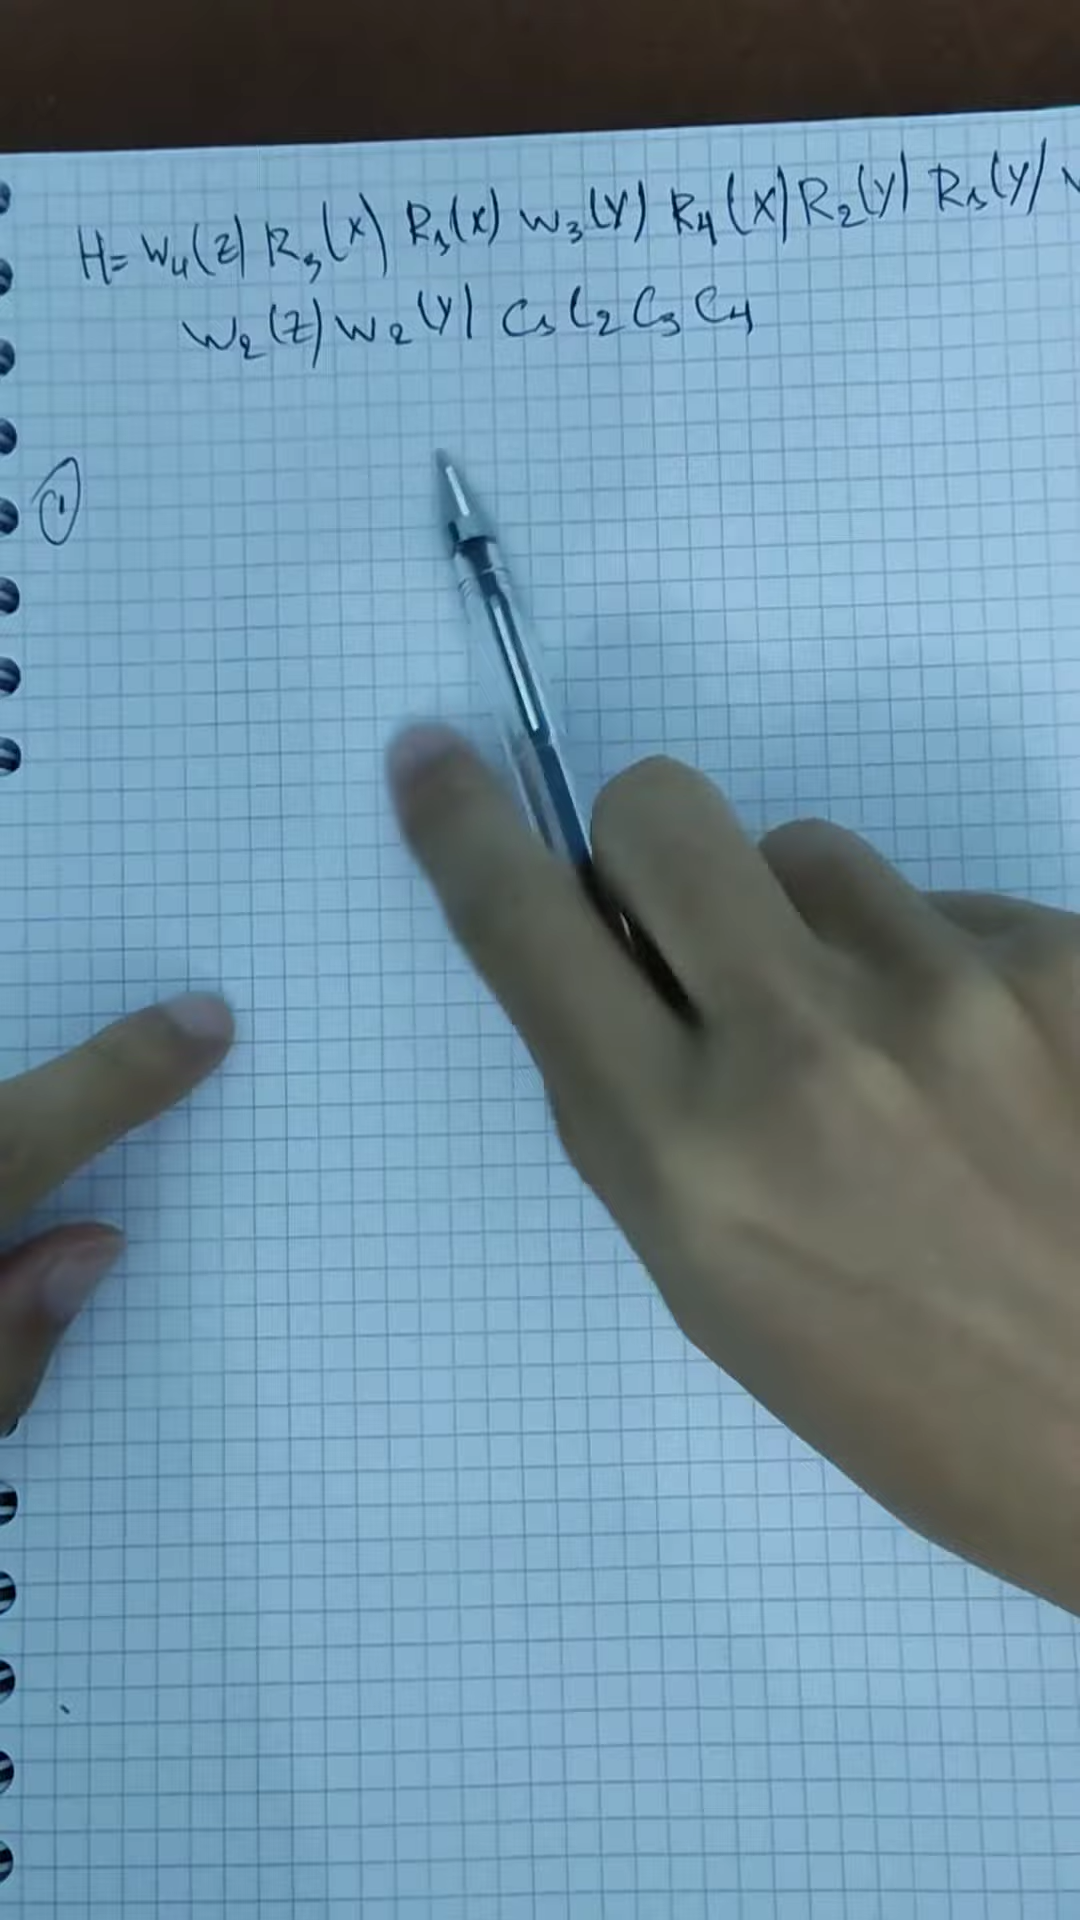 H= W₄(z) R₃(x) R₁(x) W₃(y) R₄(x) R₂(y) R₁(y)
W₂(z) W₂(y) C₁ C₂ C₃ C₄
1